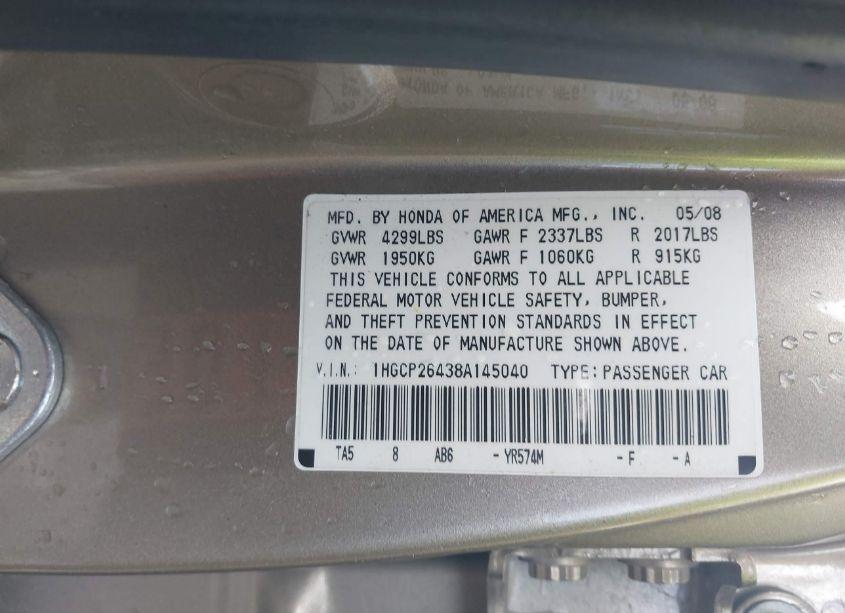 MFD. BY HONDA OF AMERICA MFG., INC. 05/08
GVWR 4299LBS GAWR F 2337LBS R 2017LBS
GVWR 1950KG GAWR F 1060KG R 915KG
THIS VEHICLE CONFORMS TO ALL APPLICABLE
FEDERAL MOTOR VEHICLE SAFETY, BUMPER,
AND THEFT PREVENTION STANDARDS IN EFFECT
ON THE DATE OF MANUFACTURE SHOWN ABOVE.
V.I.N.: 1HGCP26438A145040 TYPE: PASSENGER CAR
TA5 8 AB6 -YR574M -F -A